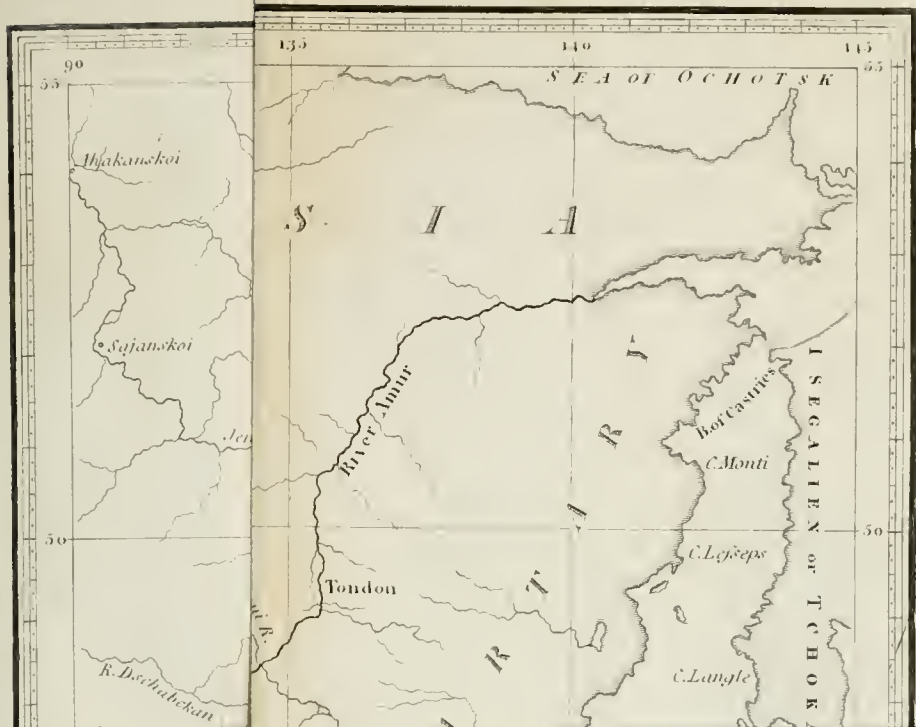 135 140 145
90
55 55
SEA OF OCHOTSK
Abakanskoi
S I A
Sajanskoi
River Amur
B. of Castries
C. Monti
50 50
C. Lesseps
Tondon
R. Dschabekan
C. Langle
T A R
A R T A R Y
I SEGALIEN or TCHOKA